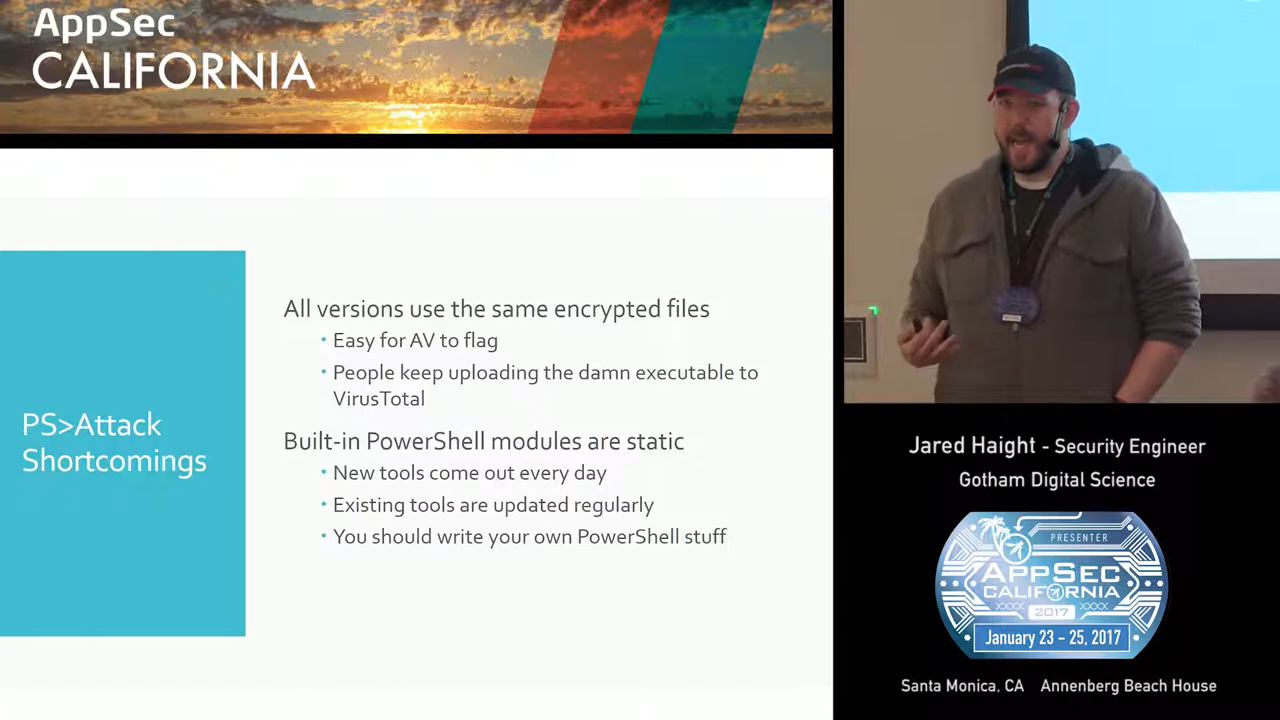 AppSec
CALIFORNIA
PS>Attack
Shortcomings
All versions use the same encrypted files
• Easy for AV to flag
• People keep uploading the damn executable to
VirusTotal
Built-in PowerShell modules are static
• New tools come out every day
• Existing tools are updated regularly
• You should write your own PowerShell stuff
Jared Haight - Security Engineer
Gotham Digital Science
PRESENTER
APPSEC
CALIFORNIA
XXXX 2017 XXXX
January 23 - 25, 2017
Santa Monica, CA Annenberg Beach House